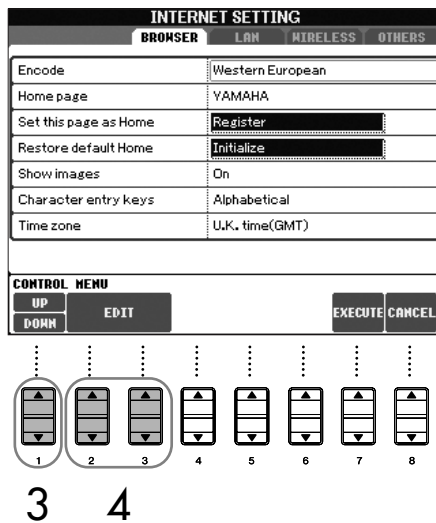 INTERNET SETTING
BROWSER LAN WIRELESS OTHERS
Encode Western European
Home page YAMAHA
Set this page as Home Register
Restore default Home Initialize
Show images On
Character entry keys Alphabetical
Time zone U.K. time(GMT)
CONTROL MENU
UP
DOWN EDIT EXECUTE CANCEL
1 2 3 4 5 6 7 8
3 4